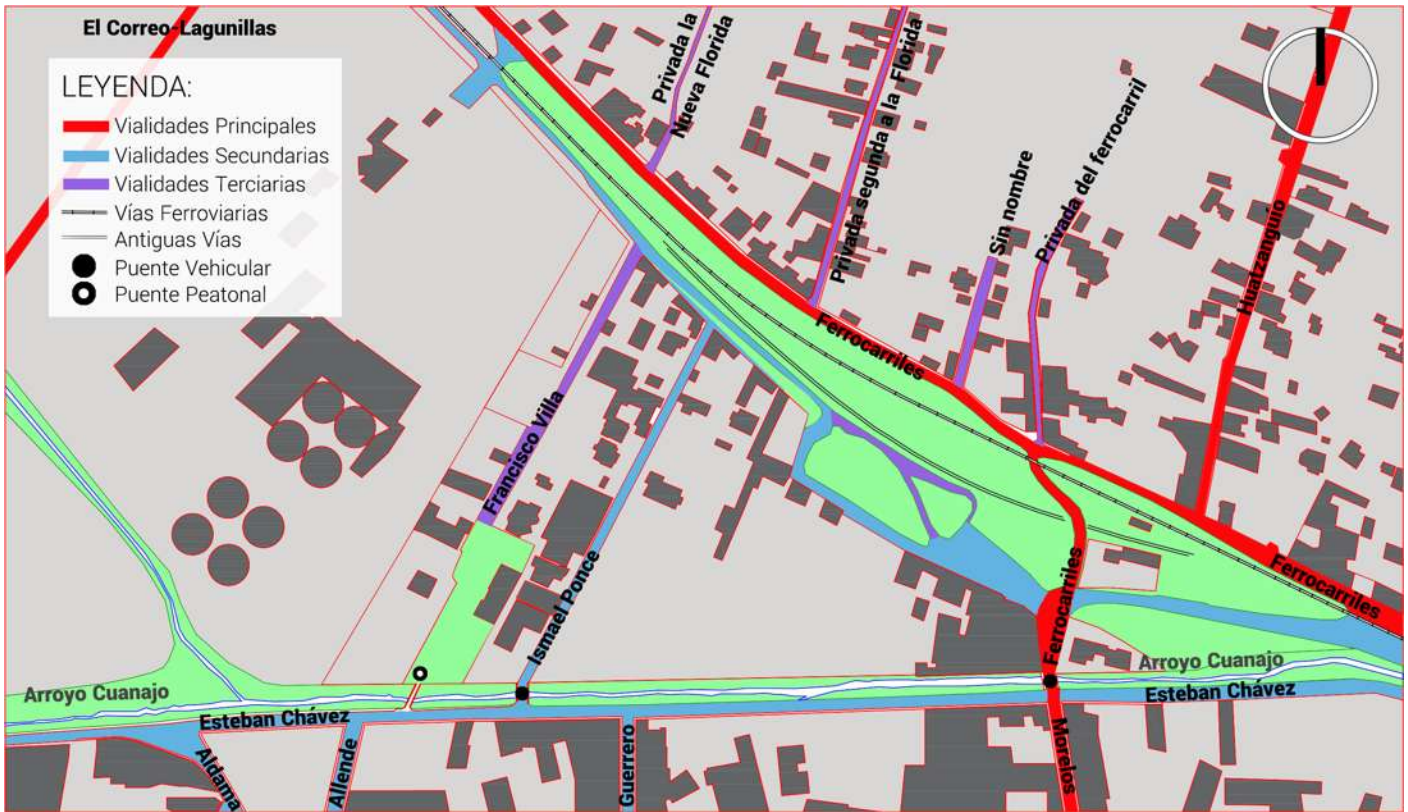 El Correo-Lagunillas
LEYENDA:
Vialidades Principales
Vialidades Secundarias
Vialidades Terciarias
Vías Ferroviarias
Antiguas Vías
Puente Vehicular
Puente Peatonal
Privada la
Nueva Florida
Privada segunda a la Florida
Sin nombre
Privada del ferrocarril
Huatzanguío
Ferrocarriles
Francisco Villa
Ismael Ponce
Ferrocarriles
Ferrocarriles
Arroyo Cuanajo
Arroyo Cuanajo
Esteban Chávez
Esteban Chávez
Aldama
Alllende
Guerrero
Morelos